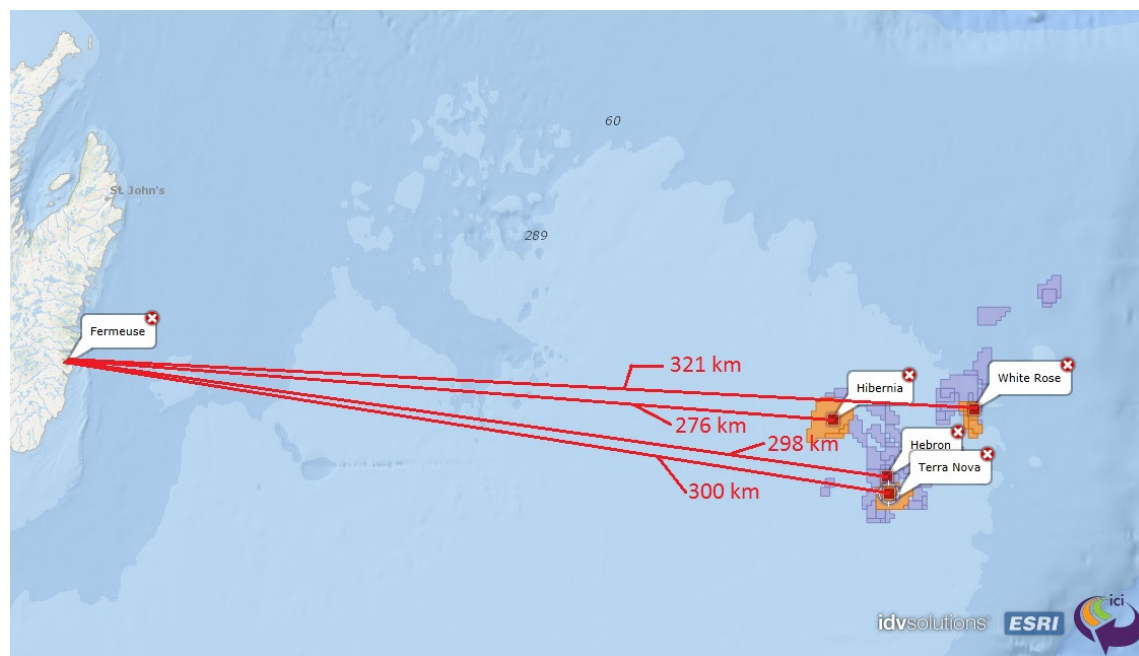 60
St. John's
289
Fermeuse
321 km
Hibernia
White Rose
276 km
298 km
Hebron
Terra Nova
300 km
idvsolutions
ESRI
ici